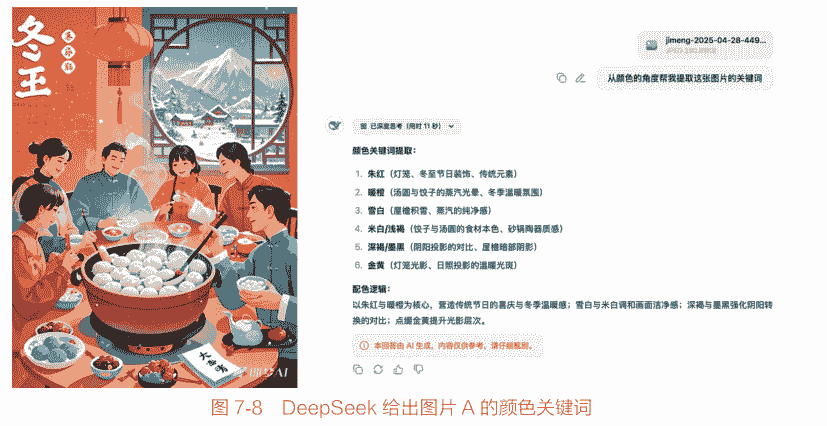 冬至
jimeng-2025-04-28-449...
从颜色的角度帮我提取这张图片的关键词
已深度思考（用时 11 秒）
颜色关键词提取：
1. 朱红（灯笼、冬至节日装饰、传统元素）
2. 暖橙（汤圆与饺子的蒸汽光晕、冬季温暖氛围）
3. 雪白（屋檐积雪、蒸汽的纯净感）
4. 米白/浅褐（饺子与汤圆的食材本色、砂锅陶器质感）
5. 深褐/墨黑（阴阳投影的对比、屋檐暗部阴影）
6. 金黄（灯笼光影、日照投影的温暖光斑）
配色逻辑：
以朱红与暖橙为核心，营造传统节日的喜庆与冬季温暖感；雪白与米白调和画面洁净感；深褐与墨黑强化阴阳转
换的对比；点缀金黄提升光影层次。
本回答由 AI 生成，内容仅供参考，请仔细甄别。
图 7-8 DeepSeek 给出图片 A 的颜色关键词